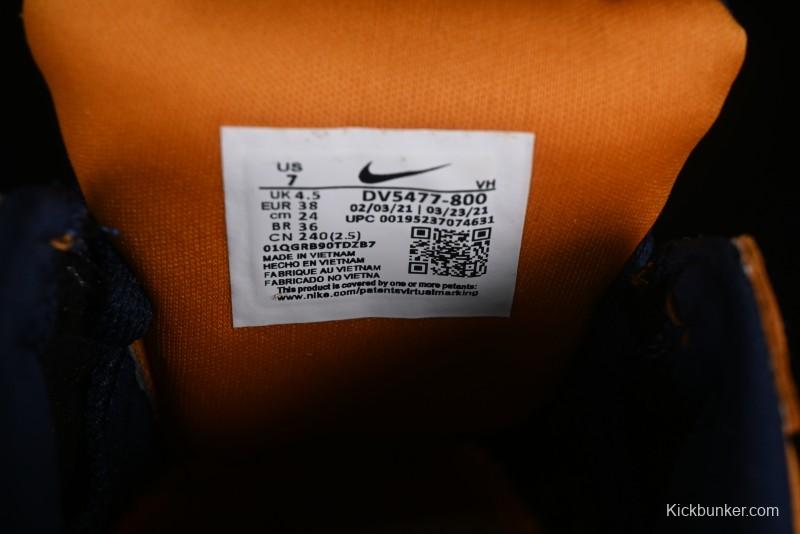 US
7
VH
UK 4.5
EUR 38
cm 24
BR 36
CN 240(2.5)
DV5477-800
02/03/21 | 03/23/21
UPC 00195237074631
01QGRB90TDZB7
MADE IN VIETNAM
HECHO EN VIETNAM
FABRIQUE AU VIETNAM
FABRICADO NO VIETNA
This product is covered by one or more patents:
www.nike.com/patentsvirtualmarking
Kickbunker.com